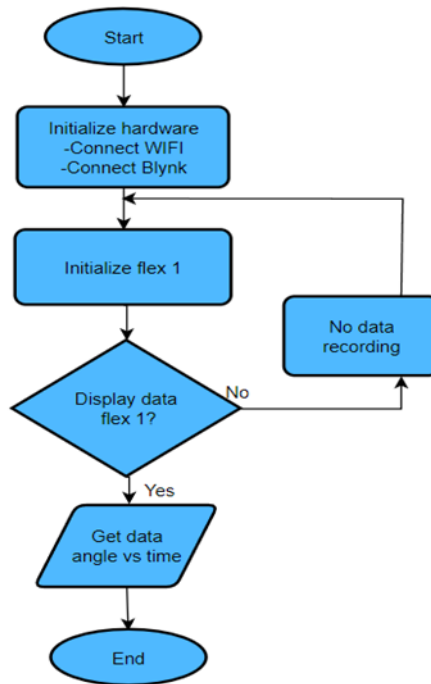 Start
Initialize hardware
-Connect WIFI
-Connect Blynk
Initialize flex 1
No data
recording
Display data
flex 1?
No
Yes
Get data
angle vs time
End